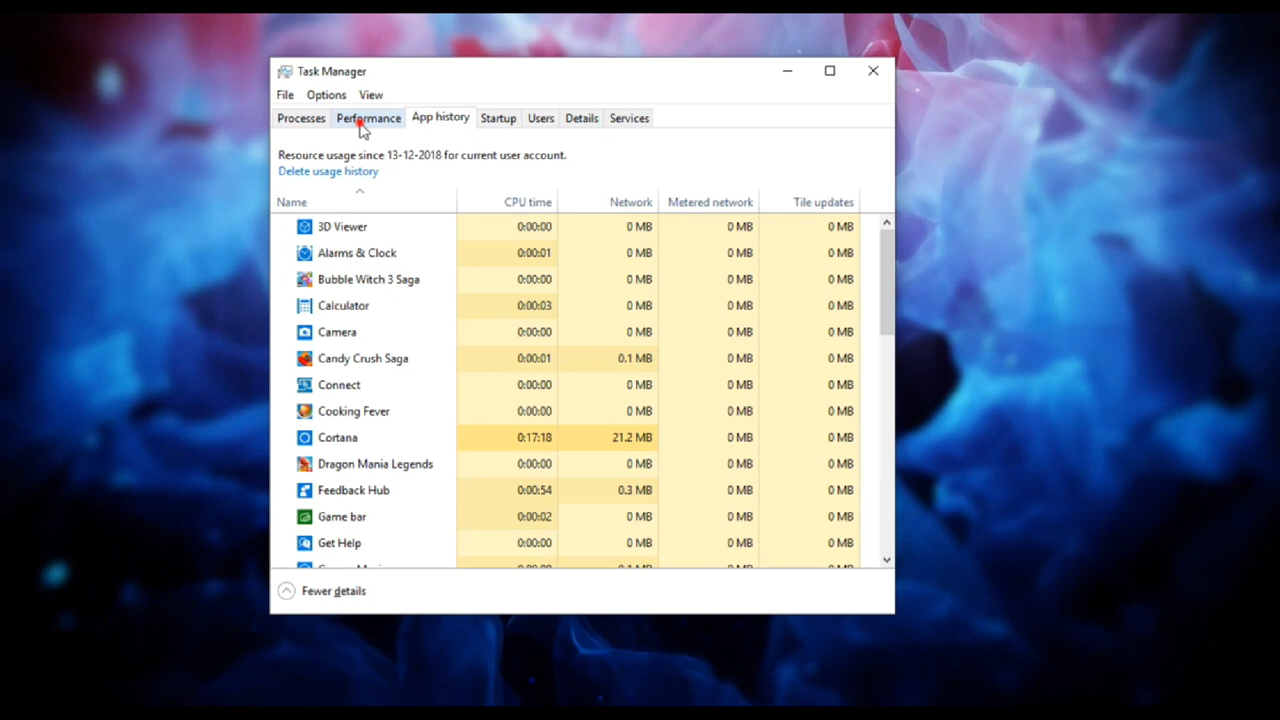 Task Manager
File Options View
Processes Performance App history Startup Users Details Services
Resource usage since 13-12-2018 for current user account.
Delete usage history
Name CPU time Network Metered network Tile updates
3D Viewer 0:00:00 0 MB 0 MB 0 MB
Alarms & Clock 0:00:01 0 MB 0 MB 0 MB
Bubble Witch 3 Saga 0:00:00 0 MB 0 MB 0 MB
Calculator 0:00:03 0 MB 0 MB 0 MB
Camera 0:00:00 0 MB 0 MB 0 MB
Candy Crush Saga 0:00:01 0.1 MB 0 MB 0 MB
Connect 0:00:00 0 MB 0 MB 0 MB
Cooking Fever 0:00:00 0 MB 0 MB 0 MB
Cortana 0:17:18 21.2 MB 0 MB 0 MB
Dragon Mania Legends 0:00:00 0 MB 0 MB 0 MB
Feedback Hub 0:00:54 0.3 MB 0 MB 0 MB
Game bar 0:00:02 0 MB 0 MB 0 MB
Get Help 0:00:00 0 MB 0 MB 0 MB
Fewer details